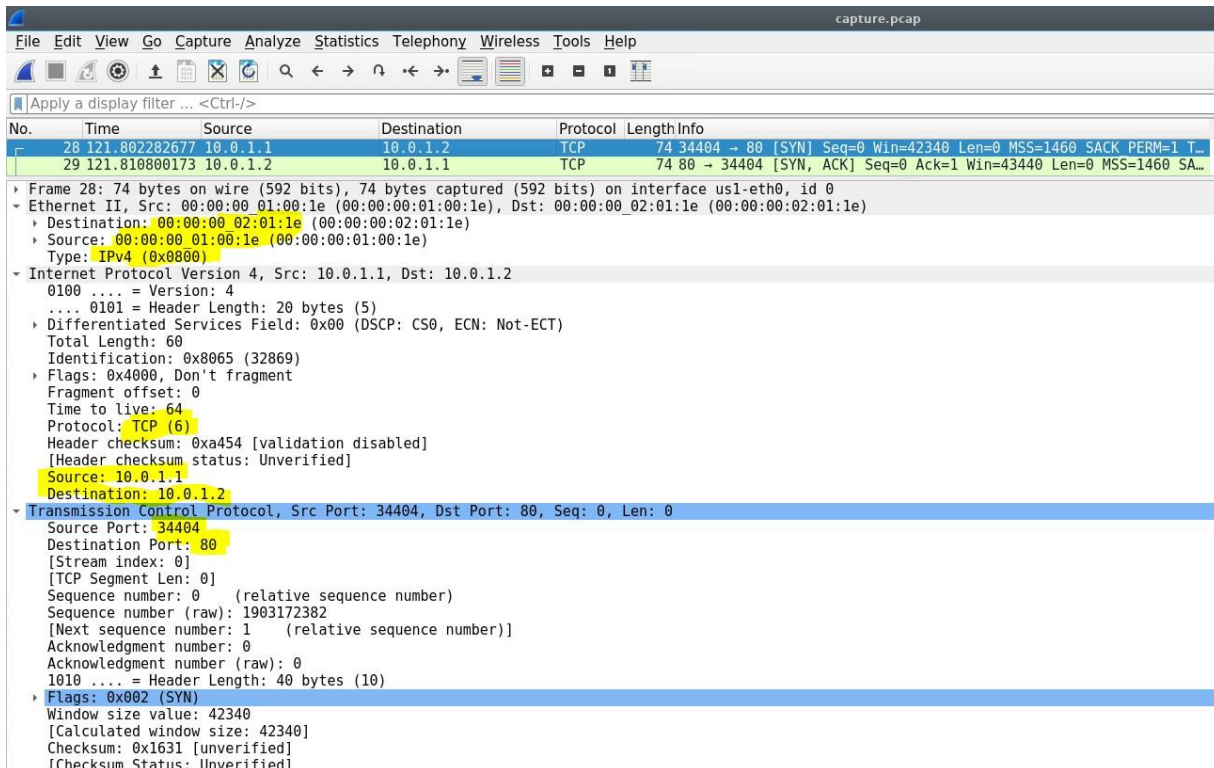 capture.pcap
File Edit View Go Capture Analyze Statistics Telephony Wireless Tools Help
Apply a display filter ... <Ctrl-/>
No. Time Source Destination Protocol Length Info
28 121.802282677 10.0.1.1 10.0.1.2 TCP 74 34404 → 80 [SYN] Seq=0 Win=42340 Len=0 MSS=1460 SACK_PERM=1 T…
29 121.810800173 10.0.1.2 10.0.1.1 TCP 74 80 → 34404 [SYN, ACK] Seq=0 Ack=1 Win=43440 Len=0 MSS=1460 SA…
Frame 28: 74 bytes on wire (592 bits), 74 bytes captured (592 bits) on interface us1-eth0, id 0
Ethernet II, Src: 00:00:00_01:00:1e (00:00:00:01:00:1e), Dst: 00:00:00_02:01:1e (00:00:00:02:01:1e)
Destination: 00:00:00_02:01:1e (00:00:00:02:01:1e)
Source: 00:00:00_01:00:1e (00:00:00:01:00:1e)
Type: IPv4 (0x0800)
Internet Protocol Version 4, Src: 10.0.1.1, Dst: 10.0.1.2
0100 .... = Version: 4
.... 0101 = Header Length: 20 bytes (5)
Differentiated Services Field: 0x00 (DSCP: CS0, ECN: Not-ECT)
Total Length: 60
Identification: 0x8065 (32869)
Flags: 0x4000, Don't fragment
Fragment offset: 0
Time to live: 64
Protocol: TCP (6)
Header checksum: 0xa454 [validation disabled]
[Header checksum status: Unverified]
Source: 10.0.1.1
Destination: 10.0.1.2
Transmission Control Protocol, Src Port: 34404, Dst Port: 80, Seq: 0, Len: 0
Source Port: 34404
Destination Port: 80
[Stream index: 0]
[TCP Segment Len: 0]
Sequence number: 0 (relative sequence number)
Sequence number (raw): 1903172382
[Next sequence number: 1 (relative sequence number)]
Acknowledgment number: 0
Acknowledgment number (raw): 0
1010 .... = Header Length: 40 bytes (10)
Flags: 0x002 (SYN)
Window size value: 42340
[Calculated window size: 42340]
Checksum: 0x1631 [unverified]
[Checksum Status: Unverified]